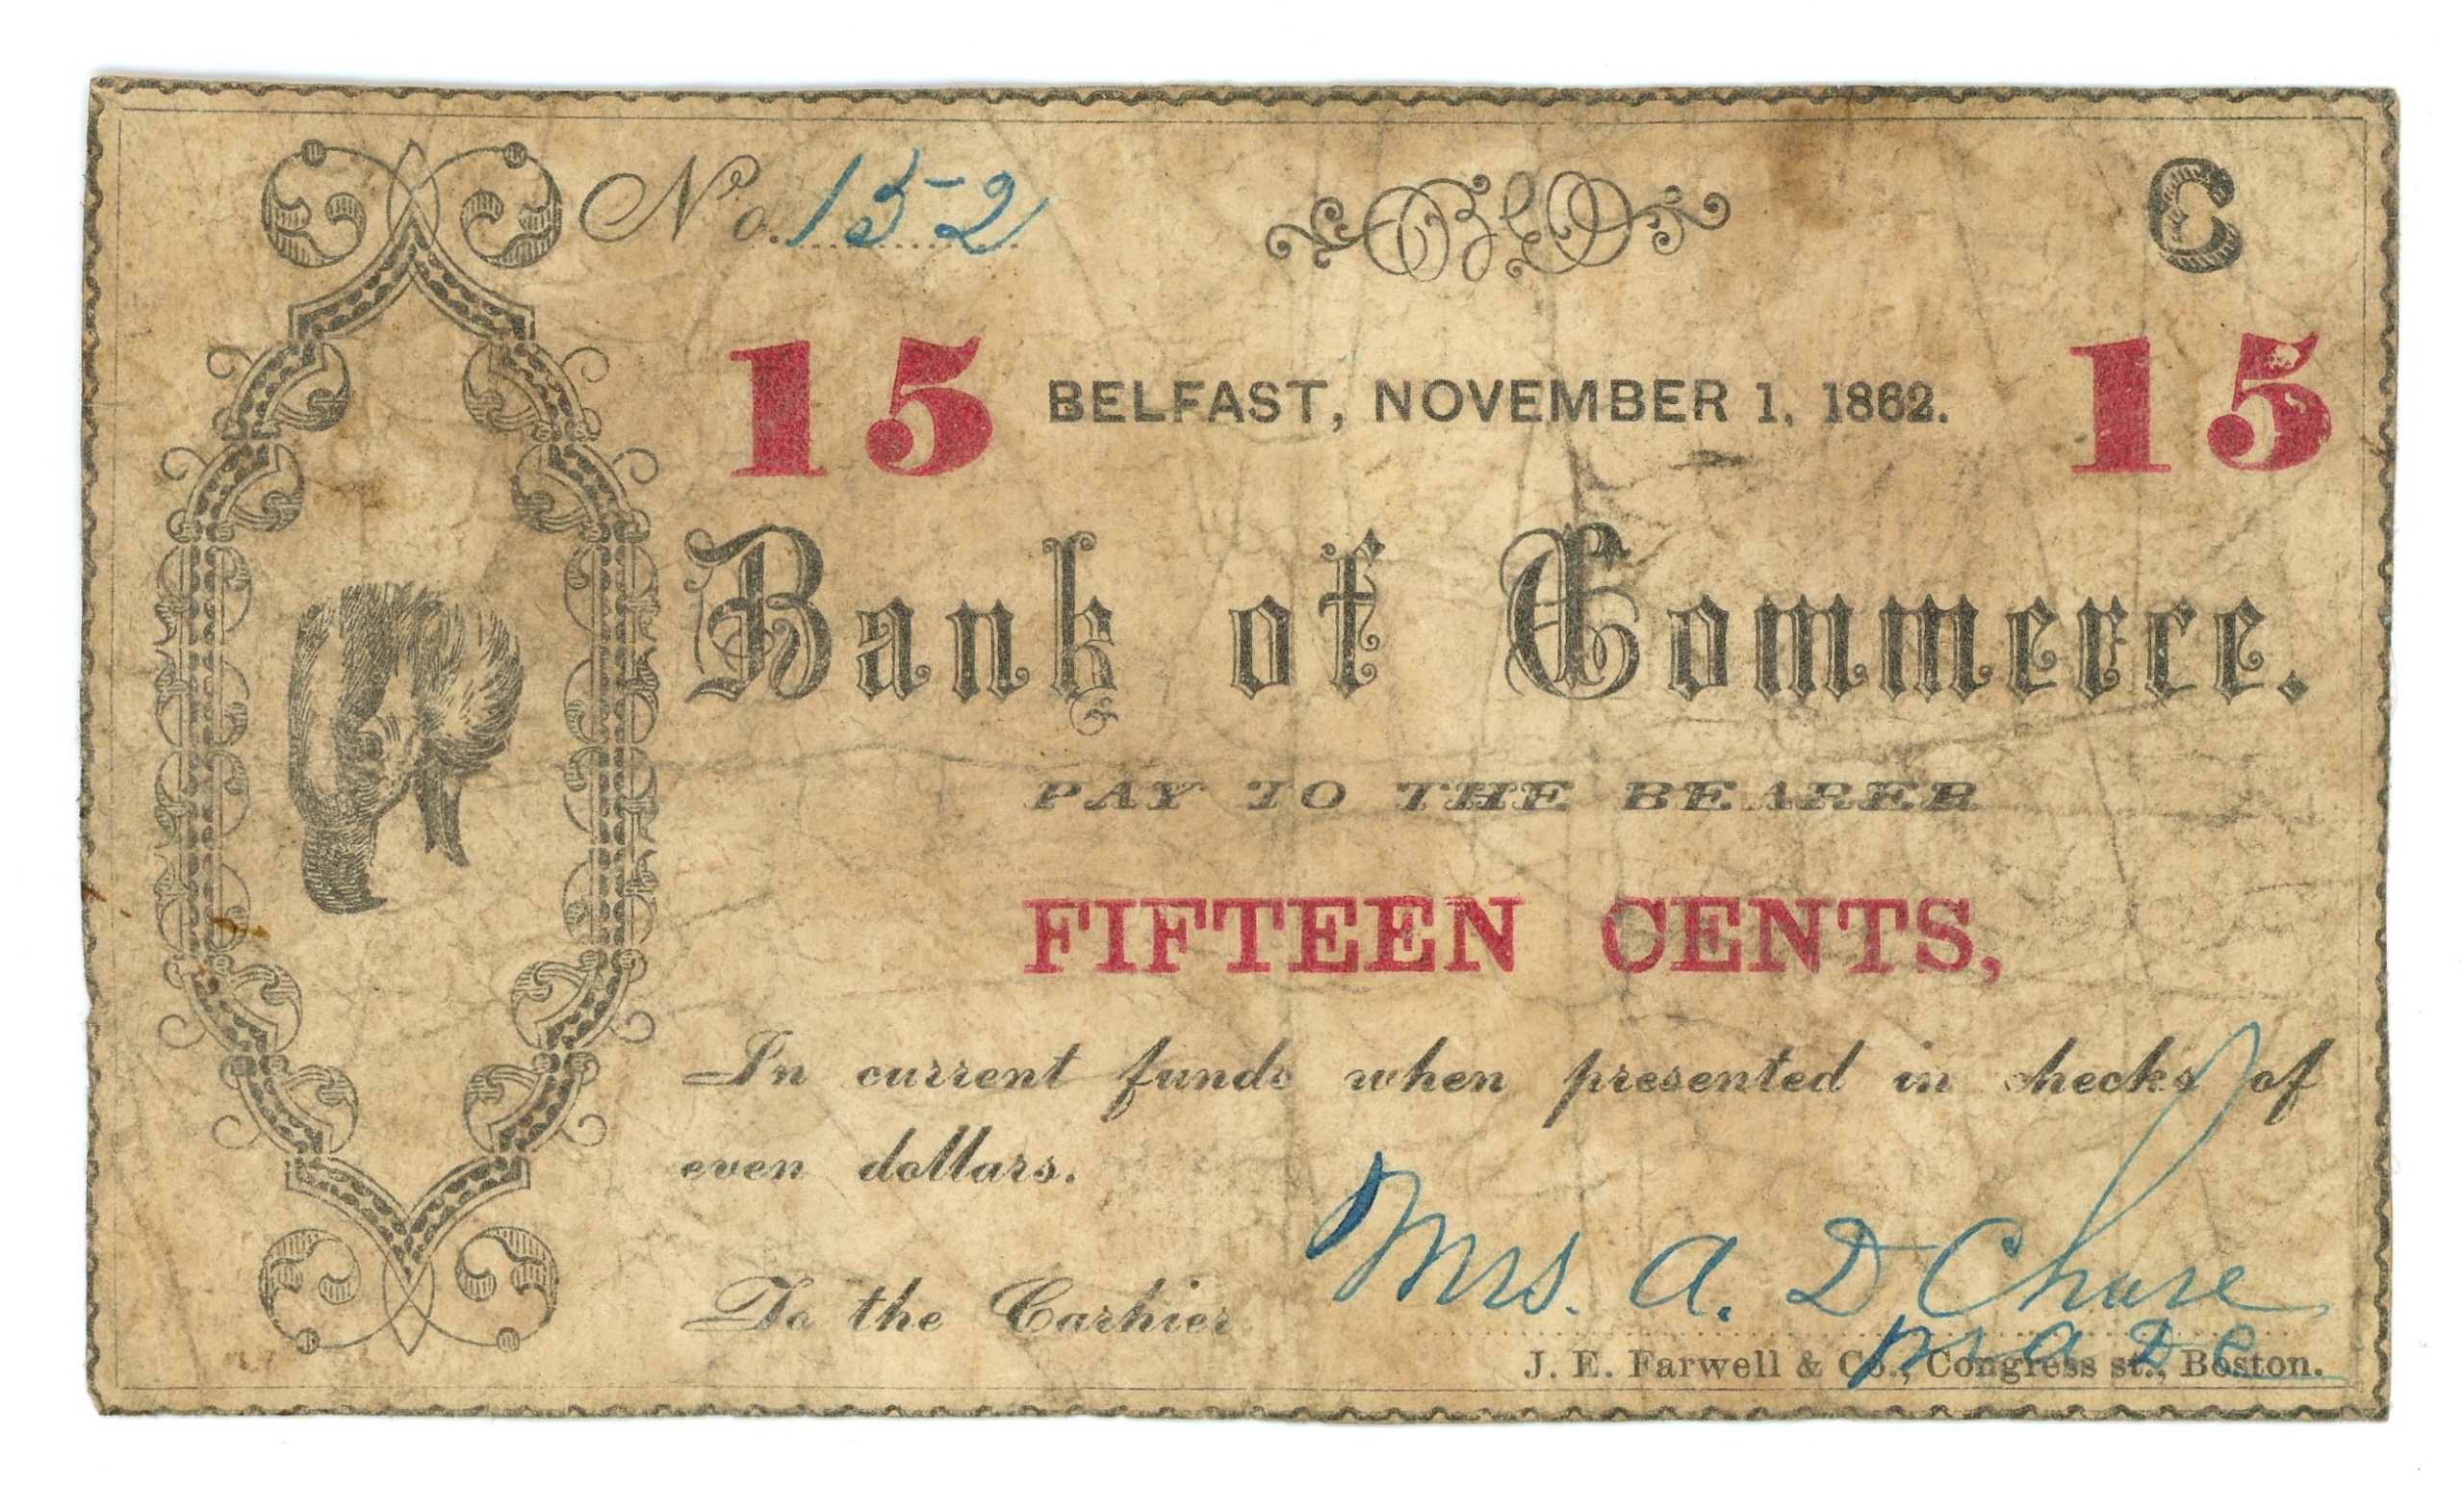 No. 152
C
15 BELFAST, NOVEMBER 1, 1862. 15
Bank of Commerce.
PAY TO THE BEARER
FIFTEEN CENTS,
In current funds when presented in checks of
even dollars.
Mrs. A. D Chase
To the Cashier
J. E. Farwell & Co., Congress st., Boston.